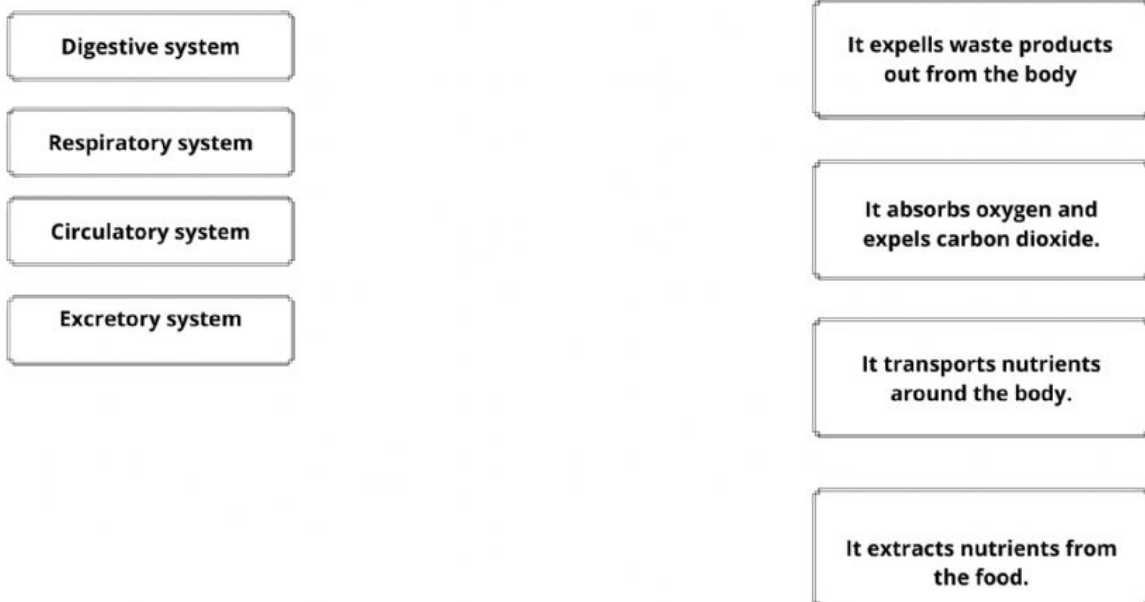 Digestive system
Respiratory system
Circulatory system
Excretory system
It expells waste products
out from the body
It absorbs oxygen and
expels carbon dioxide.
It transports nutrients
around the body.
It extracts nutrients from
the food.